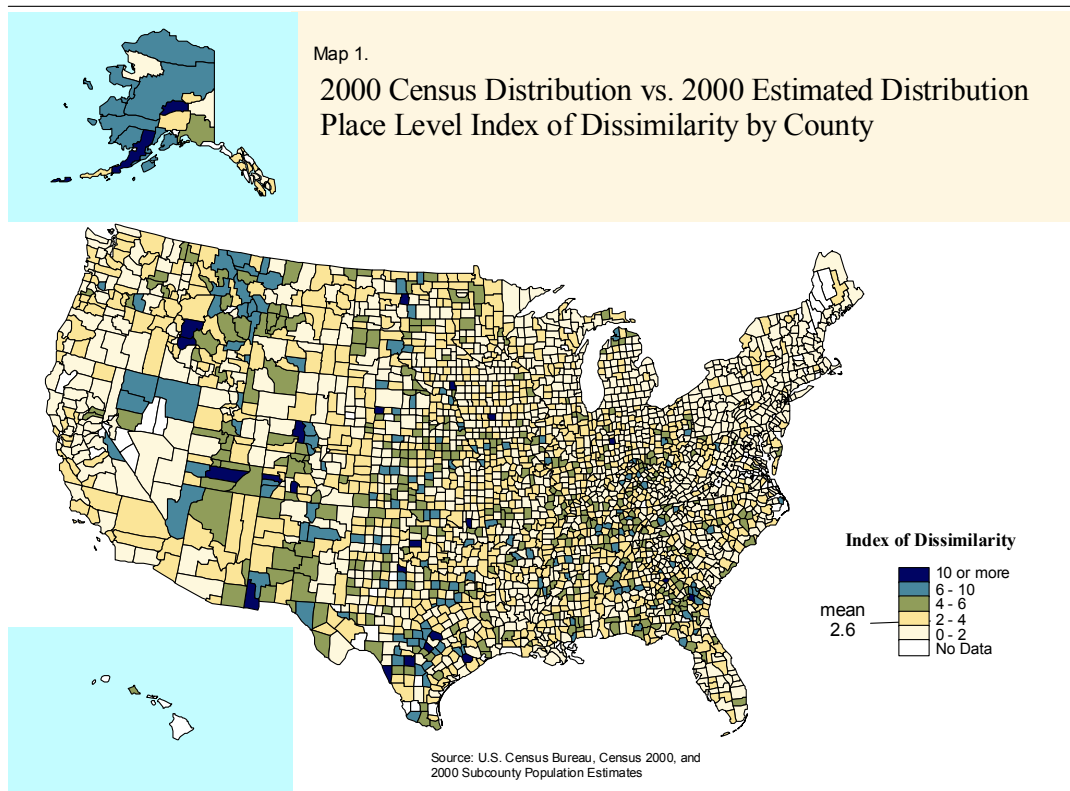 Map 1.
2000 Census Distribution vs. 2000 Estimated Distribution
Place Level Index of Dissimilarity by County
Index of Dissimilarity
10 or more
6 - 10
4 - 6
2 - 4
0 - 2
No Data
mean
2.6
Source: U.S. Census Bureau, Census 2000, and
2000 Subcounty Population Estimates